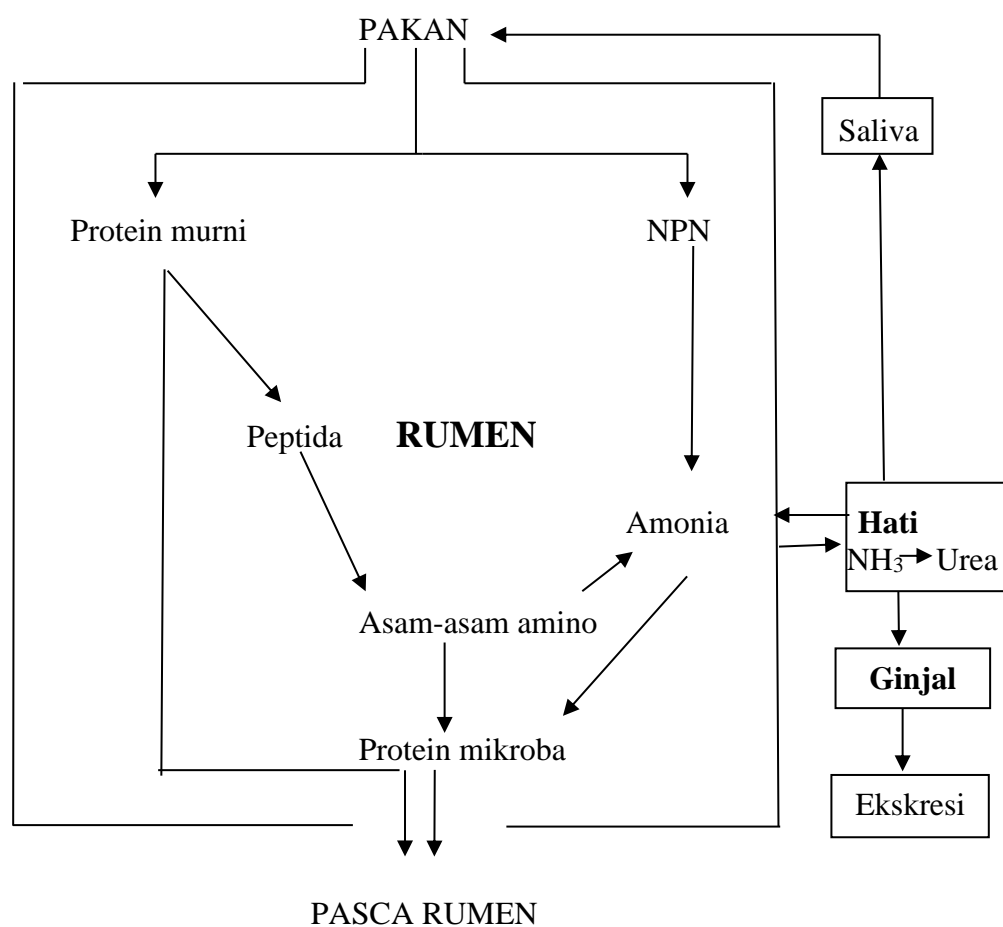 PAKAN
Saliva
Protein murni
NPN
Peptida
RUMEN
Amonia
Hati
NH₃ Urea
Asam-asam amino
Ginjal
Protein mikroba
Ekskresi
PASCA RUMEN